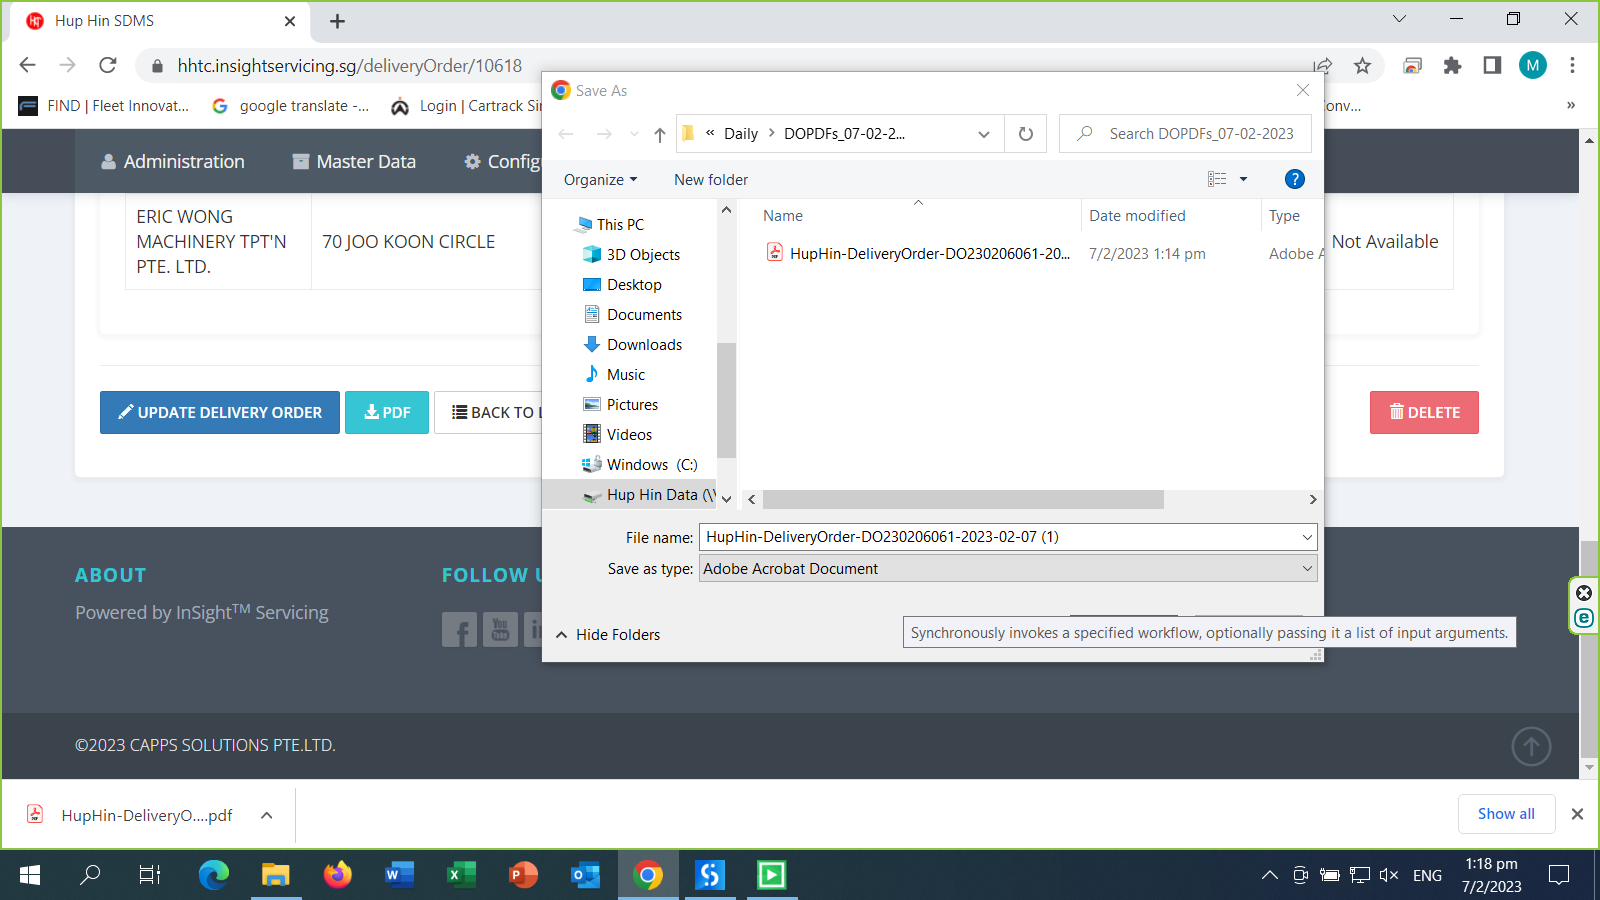 Hup Hin SDMS
hhtc.insightservicing.sg/deliveryOrder/10618
M
FIND | Fleet Innovat...
google translate -...
Login | Cartrack
Save As
« Daily > DOPDFs_07-02-2...
Search DOPDFs_07-02-2023
Administration
Master Data
Organize
New folder
?
This PC
3D Objects
Desktop
Documents
Downloads
Music
Pictures
Videos
Windows (C:)
Hup Hin Data (\\
Name
Date modified
Type
HupHin-DeliveryOrder-DO230206061-20...
7/2/2023 1:14 pm
Adobe
ERIC WONG
MACHINERY TPT'N
PTE. LTD.
70 JOO KOON CIRCLE
Not Available
UPDATE DELIVERY ORDER
PDF
BACK TO
DELETE
File name:
HupHin-DeliveryOrder-DO230206061-2023-02-07 (1)
Save as type:
Adobe Acrobat Document
Hide Folders
Synchronously invokes a specified workflow, optionally passing it a list of input arguments.
ABOUT
Powered by InSight™ Servicing
FOLLOW
©2023 CAPPS SOLUTIONS PTE.LTD.
HupHin-DeliveryO....pdf
Show all
ENG
1:18 pm
7/2/2023